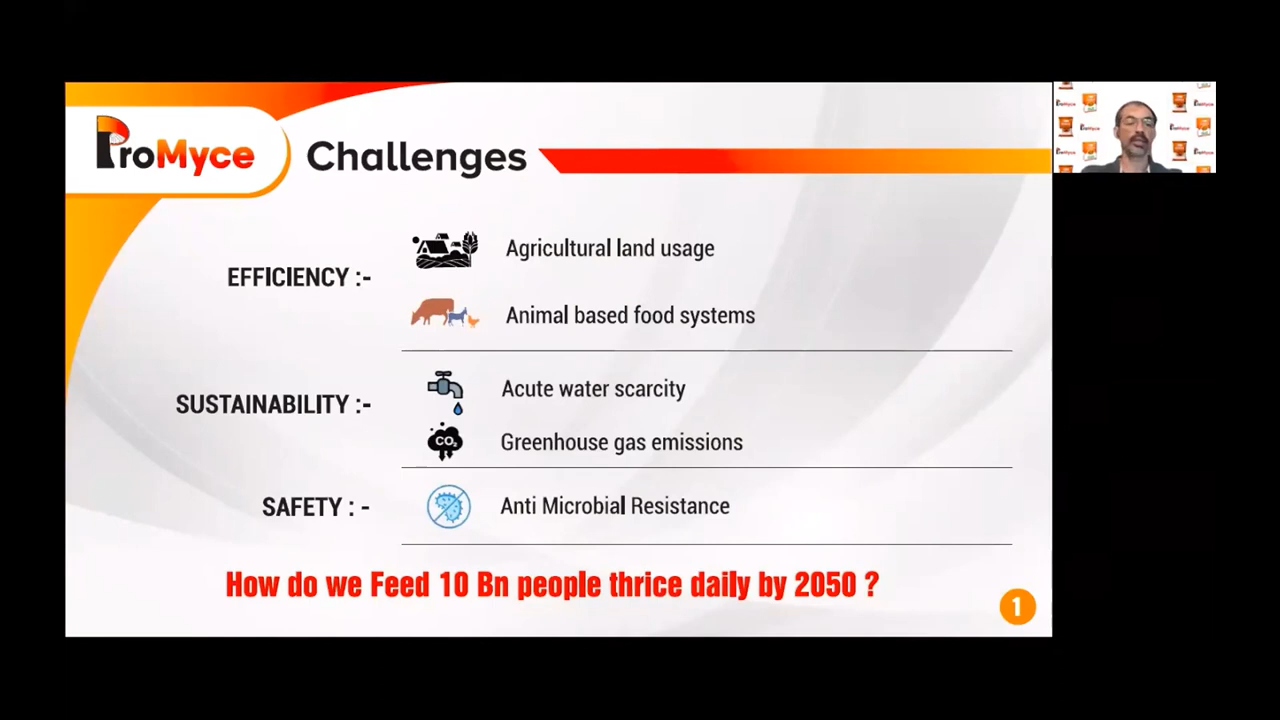 ProMyce
Challenges
EFFICIENCY :-
Agricultural land usage
Animal based food systems
SUSTAINABILITY :-
Acute water scarcity
CO₂
Greenhouse gas emissions
SAFETY : -
Anti Microbial Resistance
How do we Feed 10 Bn people thrice daily by 2050 ?
1